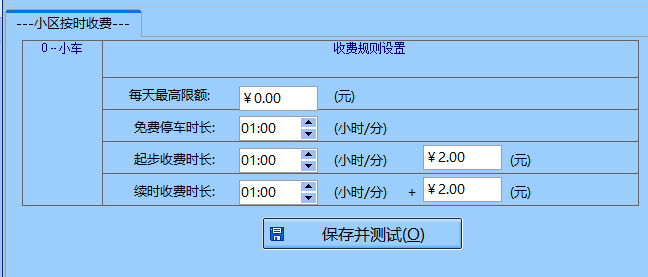 ---小区按时收费---
0 -- 小车 收费规则设置
每天最高限额: ¥0.00 (元)
免费停车时长: 01:00 (小时/分)
起步收费时长: 01:00 (小时/分) ¥2.00 (元)
续时收费时长: 01:00 (小时/分) + ¥2.00 (元)
保存并测试(O)